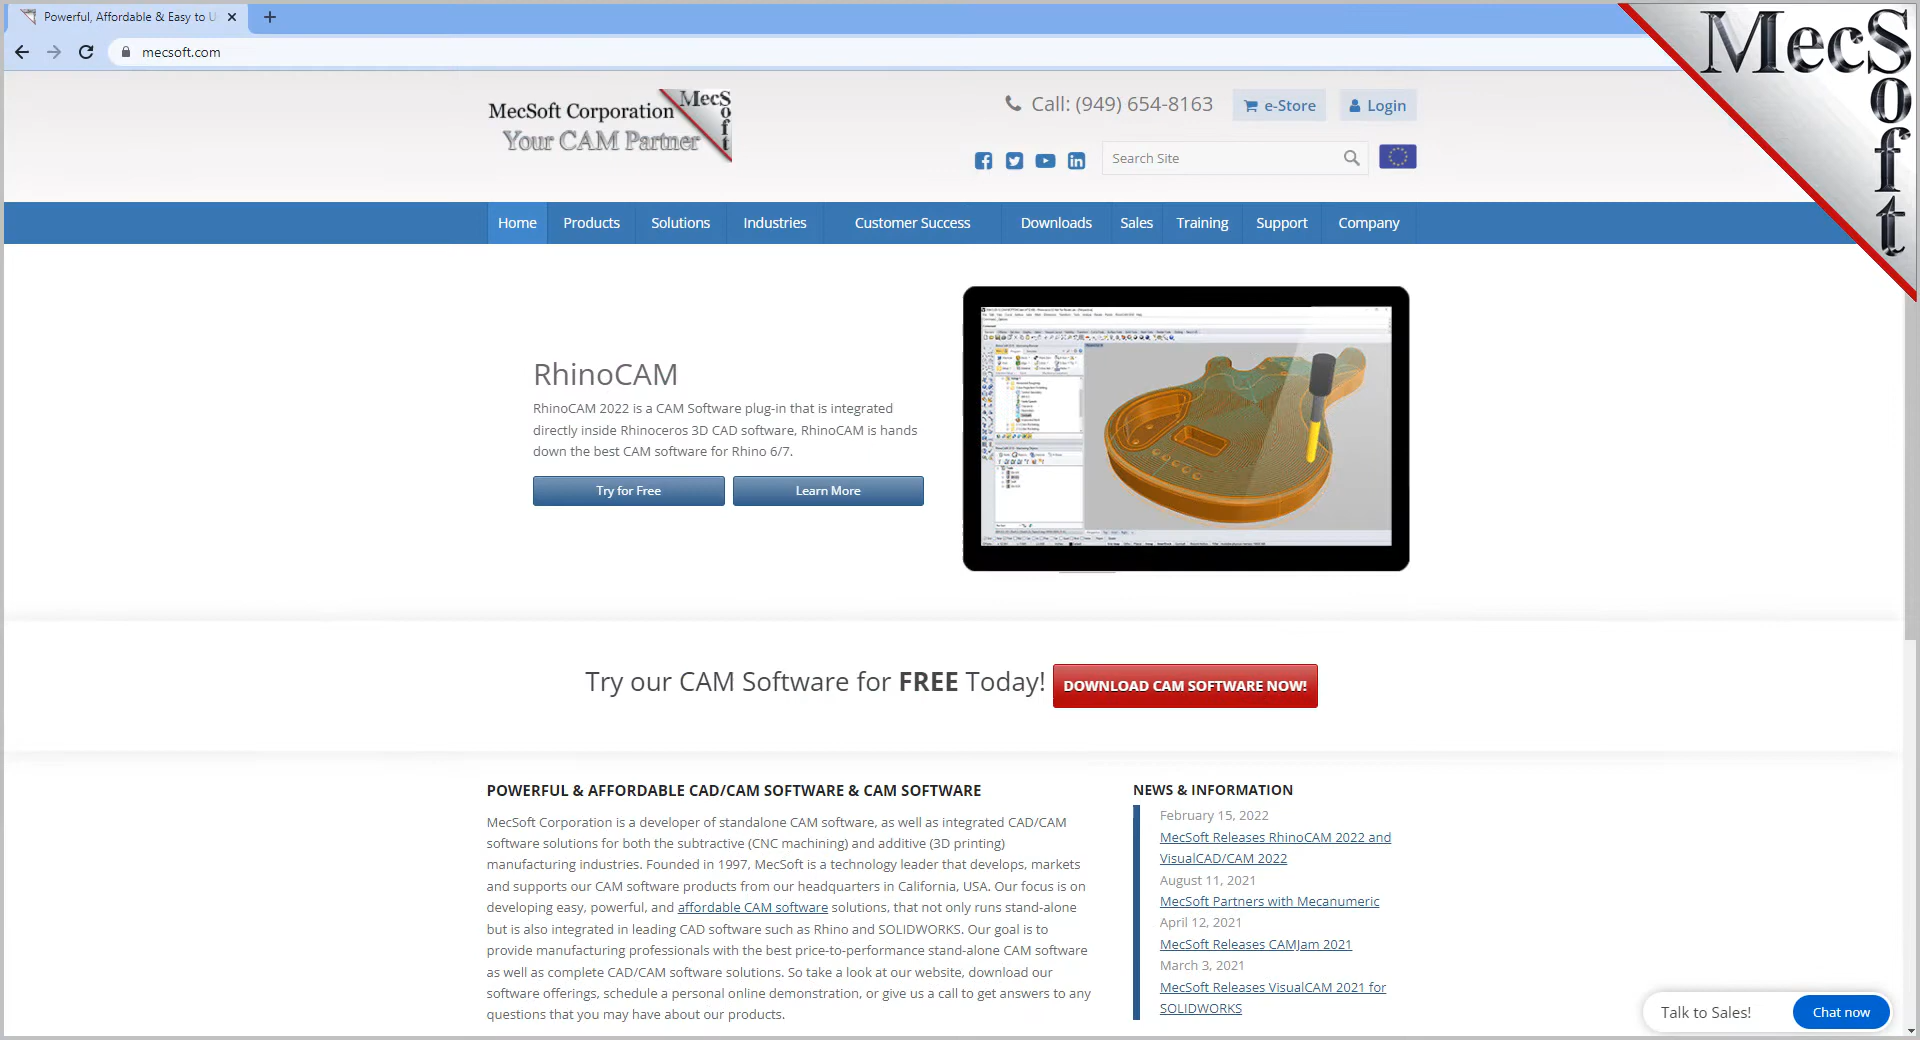 Powerful, Affordable & Easy to U
mecsoft.com
MecSoft
MecSoft Corporation
Your CAM Partner
MecSoft
Call: (949) 654-8163
e-Store
Login
Search Site
Home
Products
Solutions
Industries
Customer Success
Downloads
Sales
Training
Support
Company
RhinoCAM
RhinoCAM 2022 is a CAM Software plug-in that is integrated
directly inside Rhinoceros 3D CAD software, RhinoCAM is hands
down the best CAM software for Rhino 6/7.
Try for Free
Learn More
Try our CAM Software for FREE Today!
DOWNLOAD CAM SOFTWARE NOW!
POWERFUL & AFFORDABLE CAD/CAM SOFTWARE & CAM SOFTWARE
MecSoft Corporation is a developer of standalone CAM software, as well as integrated CAD/CAM
software solutions for both the subtractive (CNC machining) and additive (3D printing)
manufacturing industries. Founded in 1997, MecSoft is a technology leader that develops, markets
and supports our CAM software products from our headquarters in California, USA. Our focus is on
developing easy, powerful, and affordable CAM software solutions, that not only runs stand-alone
but is also integrated in leading CAD software such as Rhino and SOLIDWORKS. Our goal is to
provide manufacturing professionals with the best price-to-performance stand-alone CAM software
as well as complete CAD/CAM software solutions. So take a look at our website, download our
software offerings, schedule a personal online demonstration, or give us a call to get answers to any
questions that you may have about our products.
NEWS & INFORMATION
February 15, 2022
MecSoft Releases RhinoCAM 2022 and
VisualCAD/CAM 2022
August 11, 2021
MecSoft Partners with Mecanumeric
April 12, 2021
MecSoft Releases CAMJam 2021
March 3, 2021
MecSoft Releases VisualCAM 2021 for
SOLIDWORKS
Talk to Sales!
Chat now